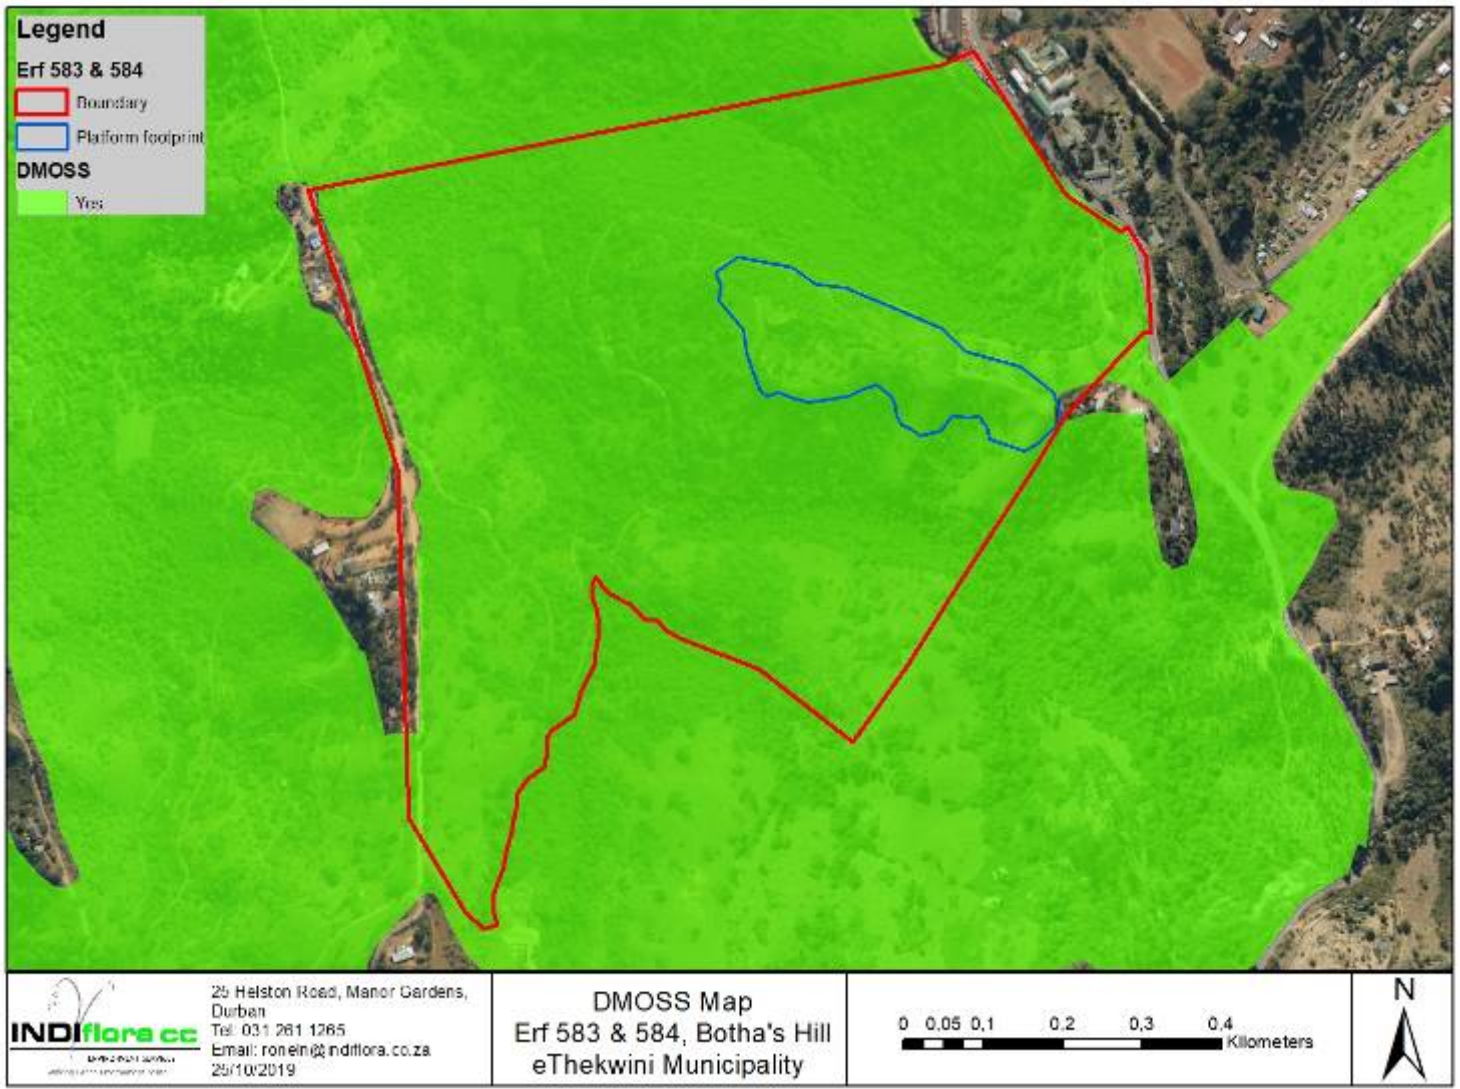 Legend
Erf 583 & 584
Boundary
Platform footprint
DMOSS
Yes
INDIflora cc
25 Helston Road, Manor Gardens,
Durban
Tel: 031 261 1265
Email: ronein@indiflora.co.za
25/10/2019
DMOSS Map
Erf 583 & 584, Botha's Hill
eThekwini Municipality
0 0,05 0,1 0,2 0,3 0,4
Kilometers
N